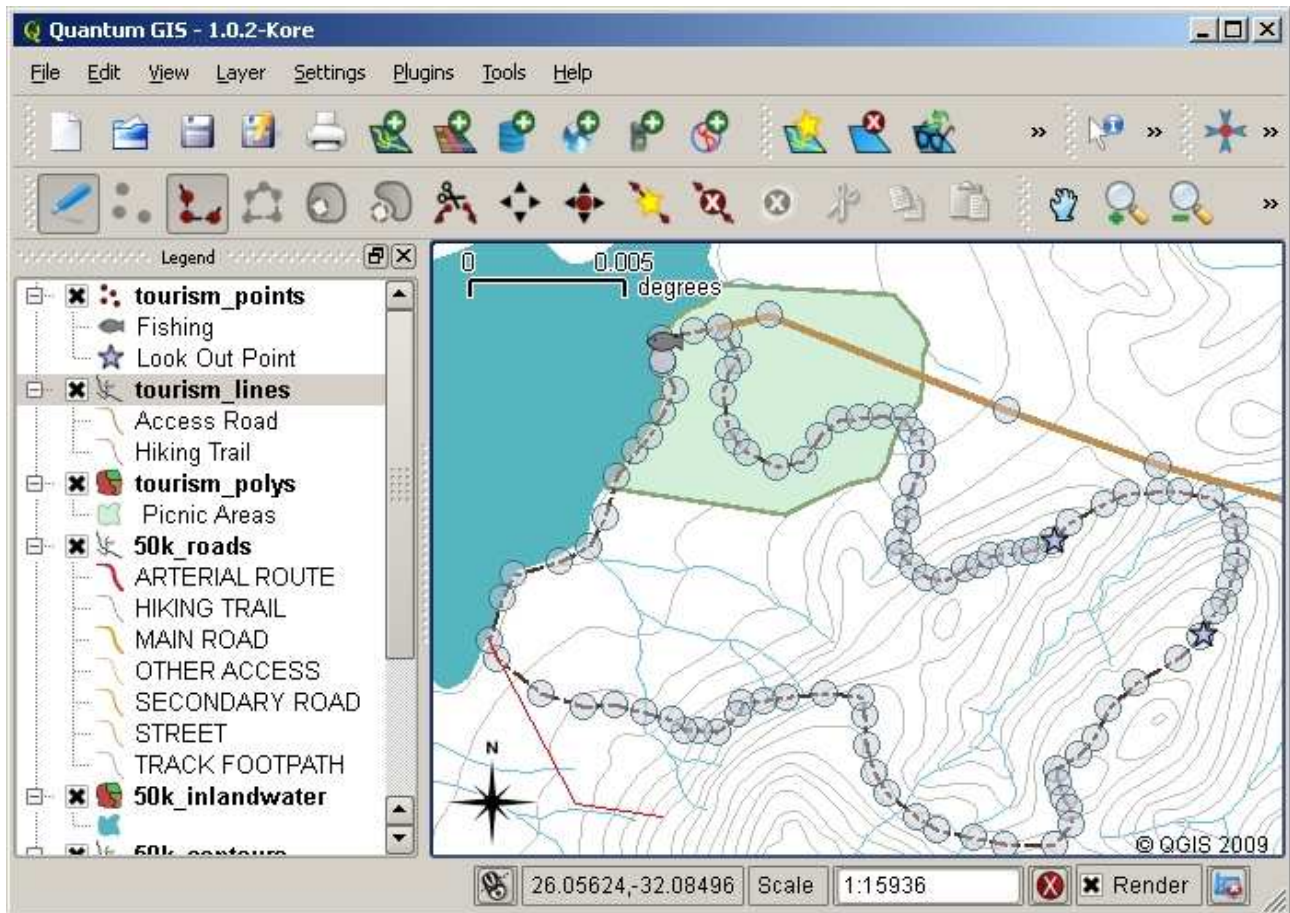 Quantum GIS - 1.0.2-Kore
File Edit View Layer Settings Plugins Tools Help
Legend
tourism_points
Fishing
Look Out Point
tourism_lines
Access Road
Hiking Trail
tourism_polys
Picnic Areas
50k_roads
ARTERIAL ROUTE
HIKING TRAIL
MAIN ROAD
OTHER ACCESS
SECONDARY ROAD
STREET
TRACK FOOTPATH
50k_inlandwater
50k_contours
0 0.005
degrees
N
© QGIS 2009
26.05624,-32.08496 Scale 1:15936 Render